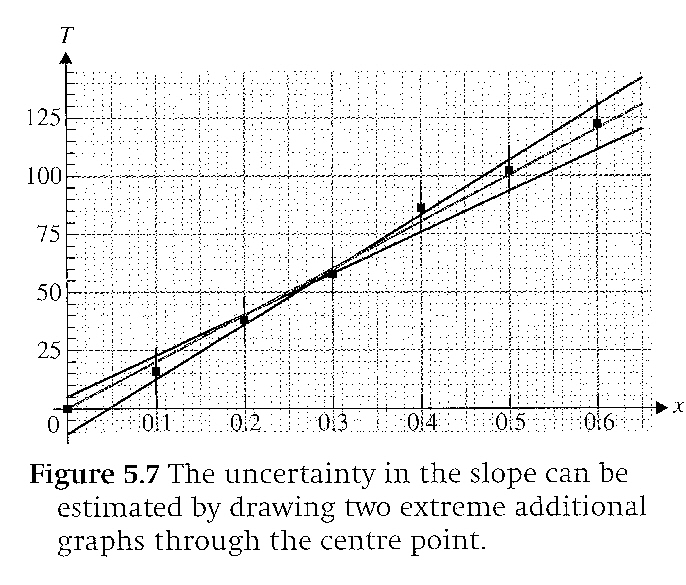 T
125
100
75
50
25
0 0.1 0.2 0.3 0.4 0.5 0.6 x
Figure 5.7 The uncertainty in the slope can be
estimated by drawing two extreme additional
graphs through the centre point.